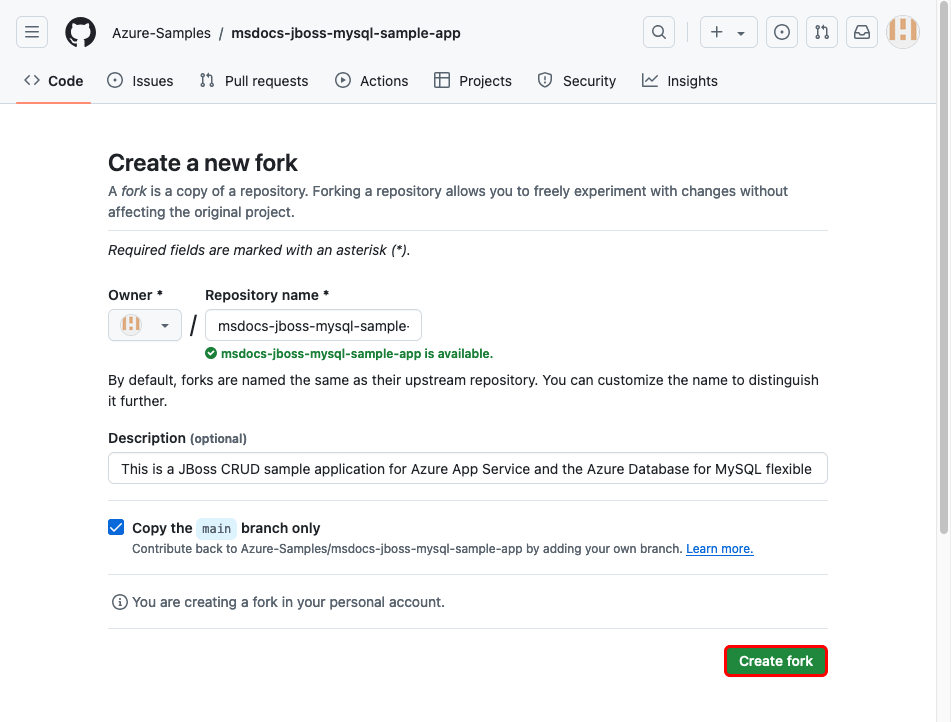 Azure-Samples / msdocs-jboss-mysql-sample-app
Code Issues Pull requests Actions Projects Security Insights
Create a new fork
A fork is a copy of a repository. Forking a repository allows you to freely experiment with changes without
affecting the original project.
Required fields are marked with an asterisk (*).
Owner * Repository name *
/ msdocs-jboss-mysql-sample-
msdocs-jboss-mysql-sample-app is available.
By default, forks are named the same as their upstream repository. You can customize the name to distinguish
it further.
Description (optional)
This is a JBoss CRUD sample application for Azure App Service and the Azure Database for MySQL flexible
Copy the main branch only
Contribute back to Azure-Samples/msdocs-jboss-mysql-sample-app by adding your own branch. Learn more.
You are creating a fork in your personal account.
Create fork